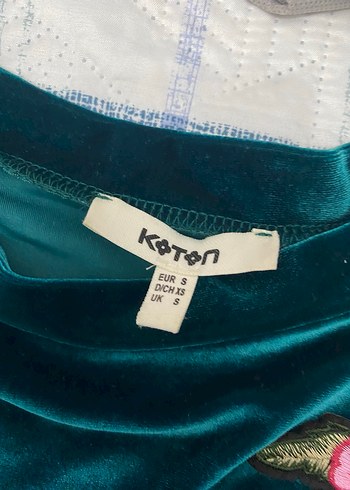 KOTON
EUR S
D/CH XS
UK S